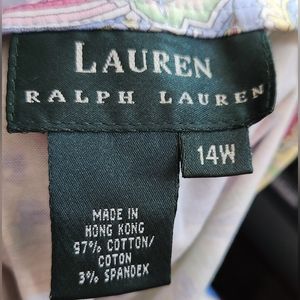 LAUREN
RALPH LAUREN
14W
MADE IN
HONG KONG
97% COTTON/
COTON
3% SPANDEX